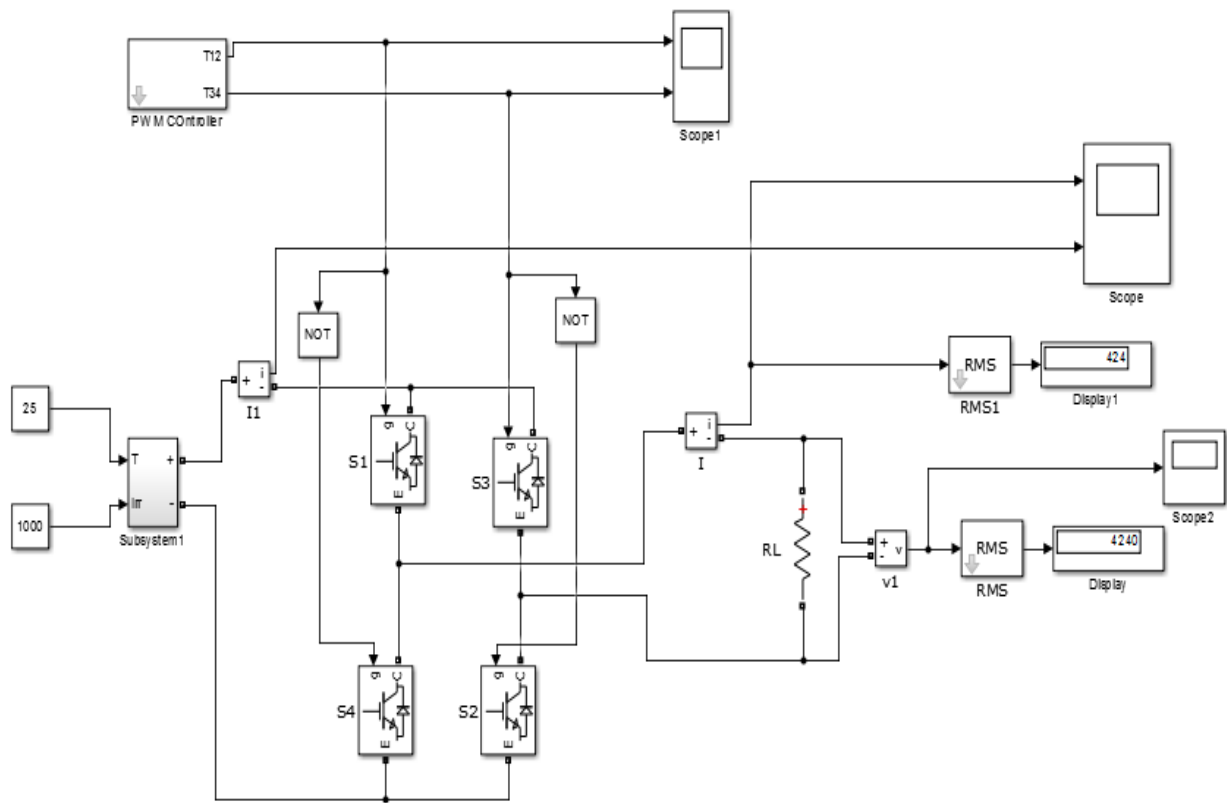 T12
T34
PWM COntroller
Scope1
Scope
NOT
NOT
i
+
-
I1
25
1000
T
+
Irr
-
Subsystem1
g
C
E
S1
g
C
E
S3
i
+
-
I
RMS
RMS1
424
Display1
Scope2
+
RL
+
-
v
v1
RMS
RMS
4240
Display
g
C
E
S4
g
C
E
S2